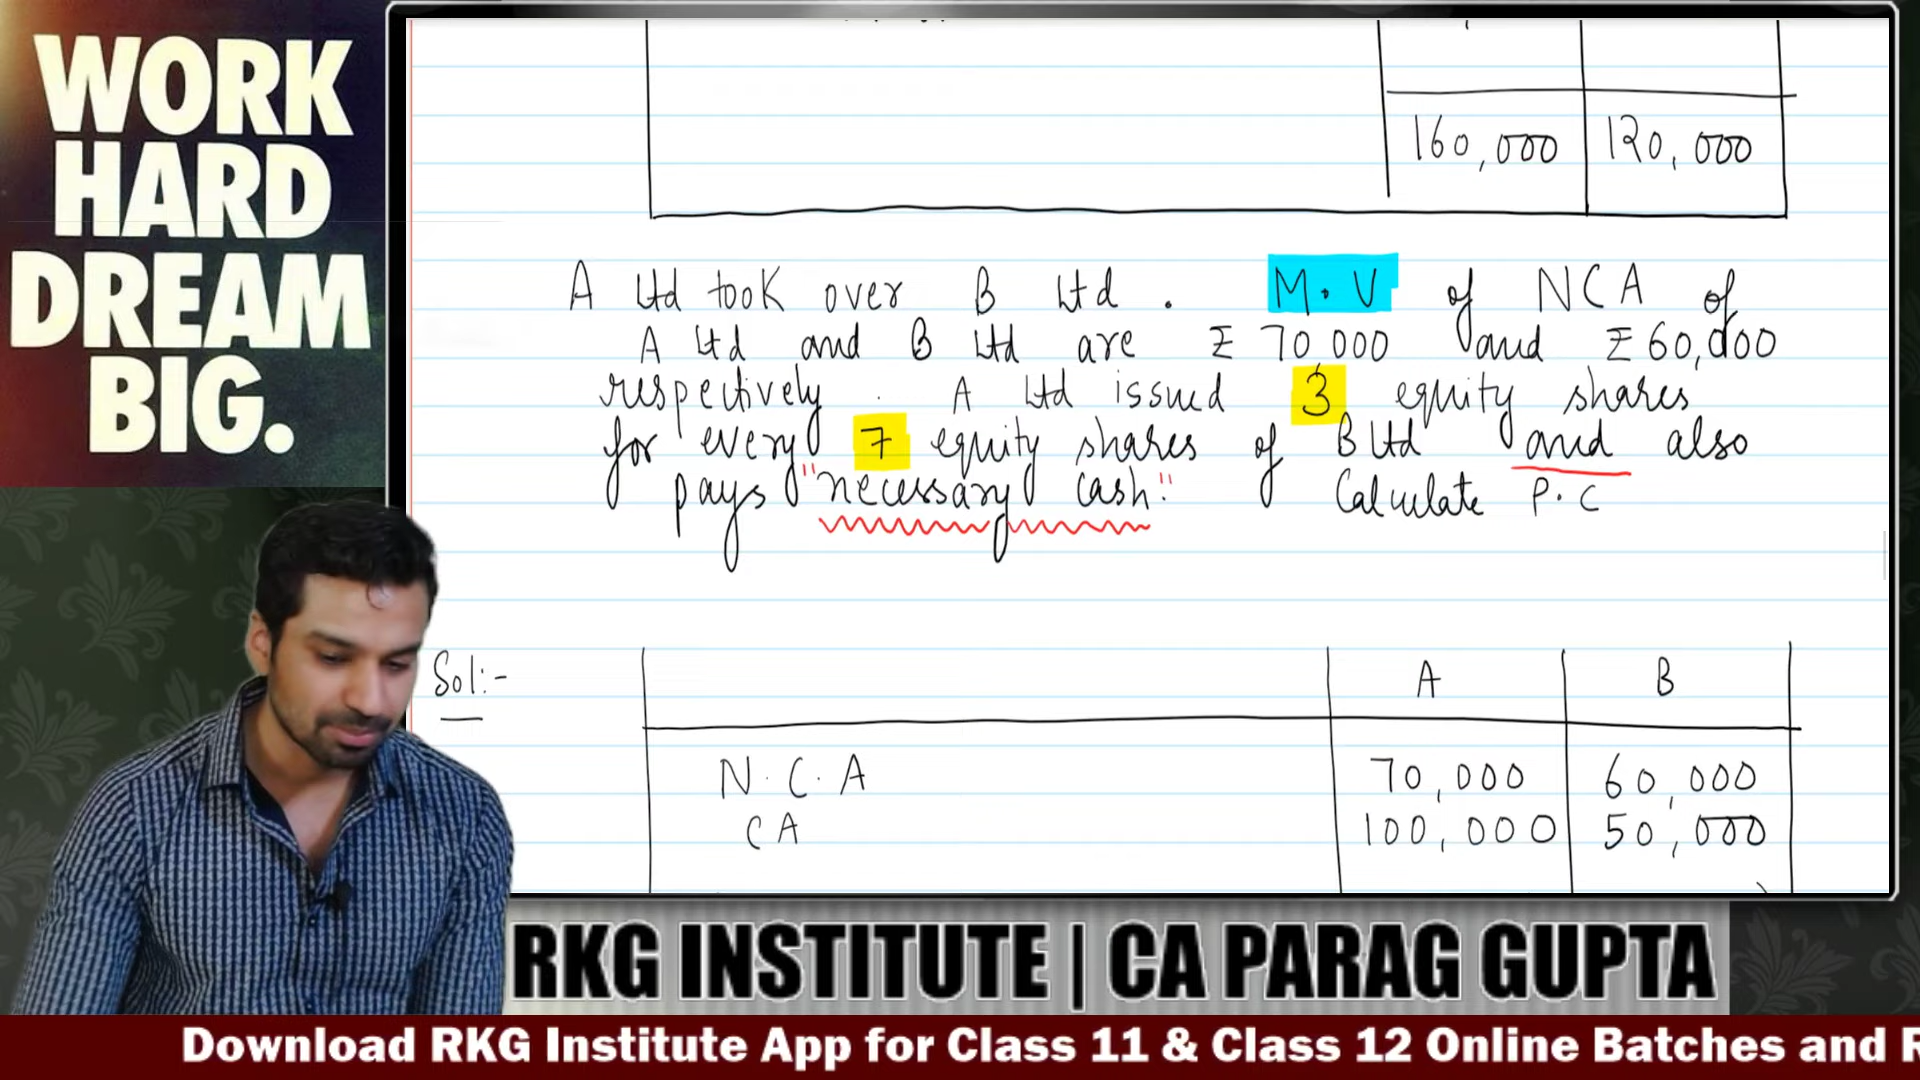 WORK
HARD
DREAM
BIG.
160,000 120,000
A Ltd took over B Ltd . M.V of NCA of
A Ltd and B Ltd are ₹ 70,000 and ₹ 60,000
respectively . A Ltd issued 3 equity shares
for every 7 equity shares of B Ltd and also
pays "necessary cash". Calculate P.C
Sol:- A B
N.C.A 70,000 60,000
CA 100,000 50,000
RKG INSTITUTE | CA PARAG GUPTA
Download RKG Institute App for Class 11 & Class 12 Online Batches and R